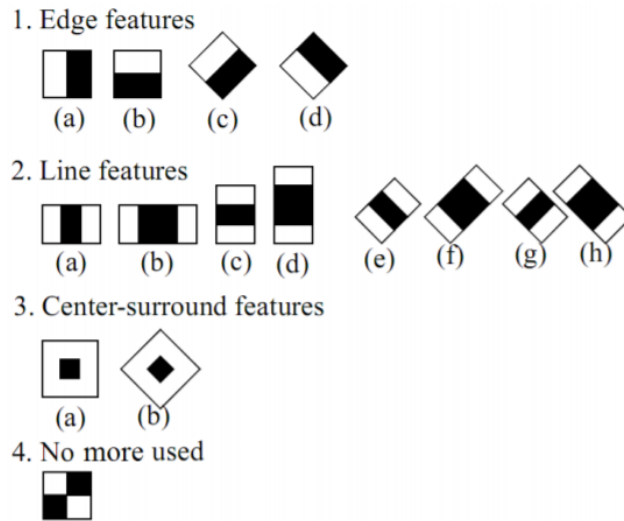 1. Edge features
(a) (b) (c) (d)
2. Line features
(a) (b) (c) (d) (e) (f) (g) (h)
3. Center-surround features
(a) (b)
4. No more used